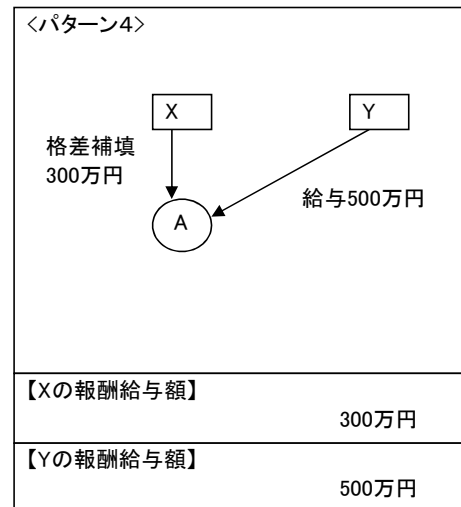 <パターン4>
X
Y
格差補填
300万円
給与500万円
A
【Xの報酬給与額】
300万円
【Yの報酬給与額】
500万円